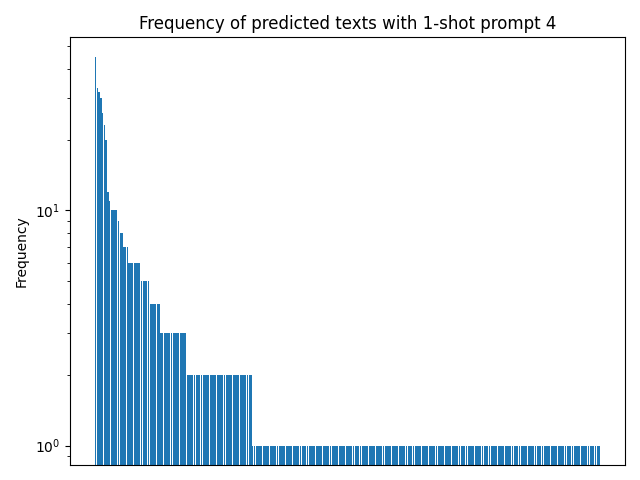 Frequency of predicted texts with 1-shot prompt 4
Frequency
10¹
10⁰